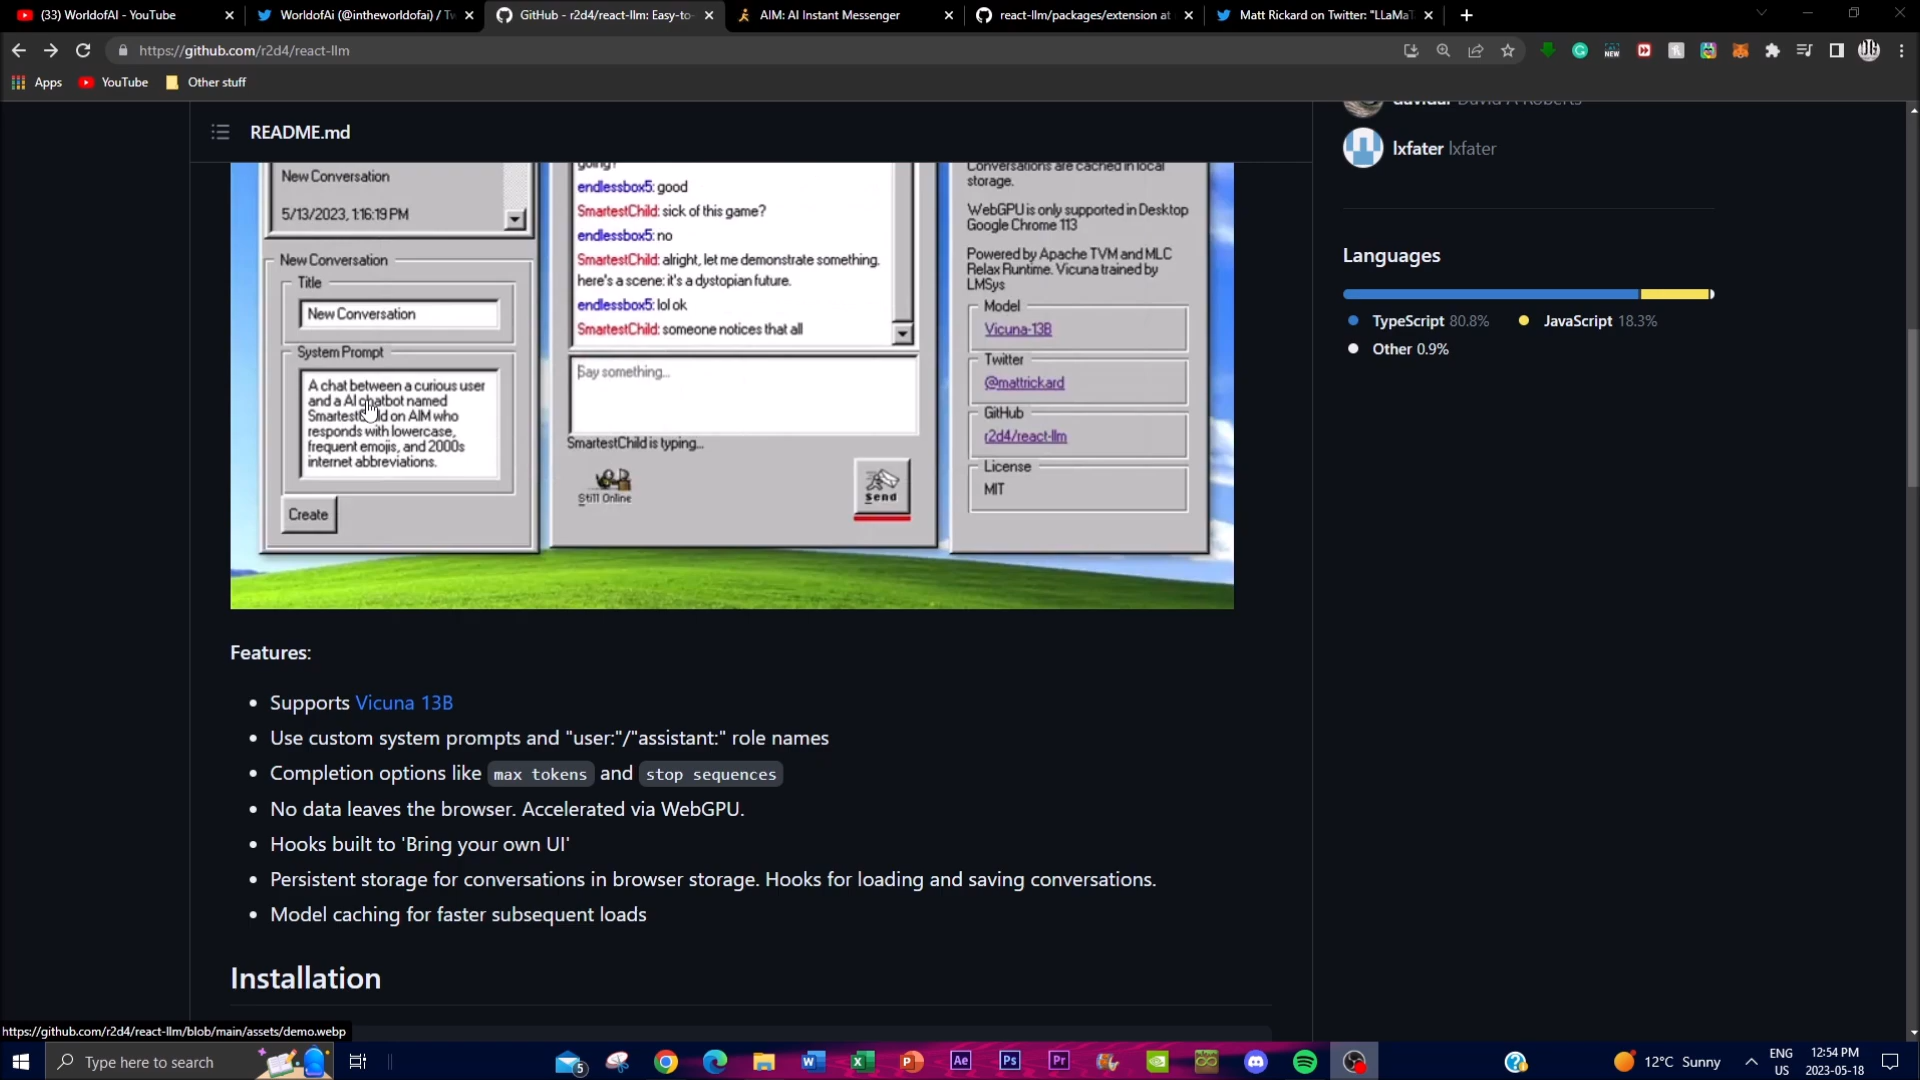 (33) WorldofAI - YouTube
WorldofAi (@intheworldofai) / Tw
GitHub - r2d4/react-llm: Easy-to-
AIM: AI Instant Messenger
react-llm/packages/extension at
Matt Rickard on Twitter: "LLaMaT
https://github.com/r2d4/react-llm
Apps
YouTube
Other stuff
README.md
New Conversation
5/13/2023, 1:16:19 PM
New Conversation
Title
New Conversation
System Prompt
A chat between a curious user
and a AI chatbot named
SmartestChild on AIM who
responds with lowercase,
frequent emojis, and 2000s
internet abbreviations.
Create
going?
endlessbox5: good
SmartestChild: sick of this game?
endlessbox5: no
SmartestChild: alright, let me demonstrate something.
here's a scene: it's a dystopian future.
endlessbox5: lol ok
SmartestChild: someone notices that all
Say something...
SmartestChild is typing...
Still Online
Send
Conversations are cached in local
storage.
WebGPU is only supported in Desktop
Google Chrome 113
Powered by Apache TVM and MLC
Relax Runtime. Vicuna trained by
LMSys
Model
Vicuna-13B
Twitter
@mattrickard
GitHub
r2d4/react-llm
License
MIT
davidar David A Roberts
lxfater lxfater
Languages
TypeScript 80.8%
JavaScript 18.3%
Other 0.9%
Features:
• Supports Vicuna 13B
• Use custom system prompts and "user:"/"assistant:" role names
• Completion options like max tokens and stop sequences
• No data leaves the browser. Accelerated via WebGPU.
• Hooks built to 'Bring your own UI'
• Persistent storage for conversations in browser storage. Hooks for loading and saving conversations.
• Model caching for faster subsequent loads
Installation
https://github.com/r2d4/react-llm/blob/main/assets/demo.webp
Type here to search
5
12°C Sunny
ENG
US
12:54 PM
2023-05-18